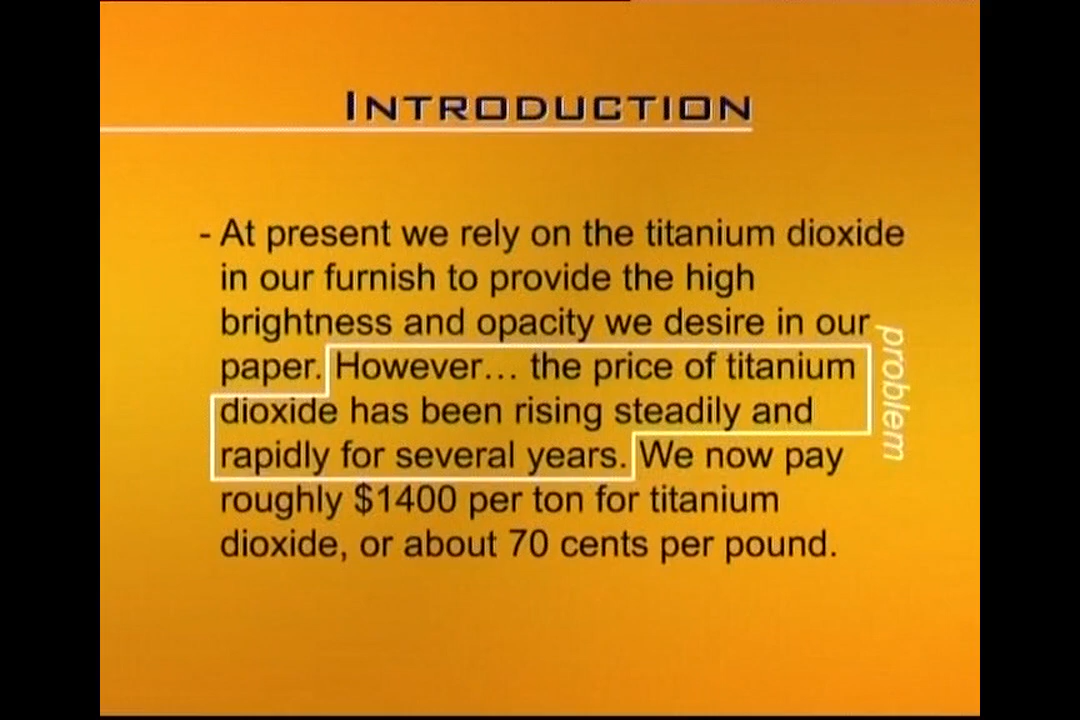 INTRODUCTION
- At present we rely on the titanium dioxide
in our furnish to provide the high
brightness and opacity we desire in our
paper. However… the price of titanium
dioxide has been rising steadily and
rapidly for several years. We now pay
roughly $1400 per ton for titanium
dioxide, or about 70 cents per pound.
problem